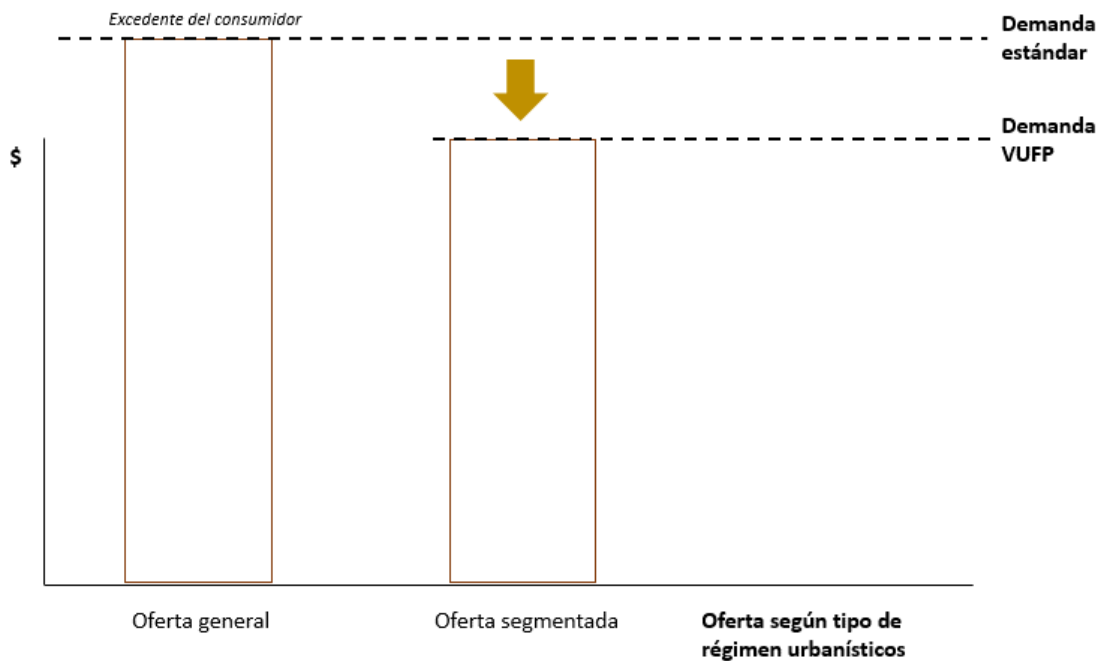 Excedente del consumidor
Demanda
estándar
Demanda
VUFP
$
Oferta general
Oferta segmentada
Oferta según tipo de
régimen urbanísticos